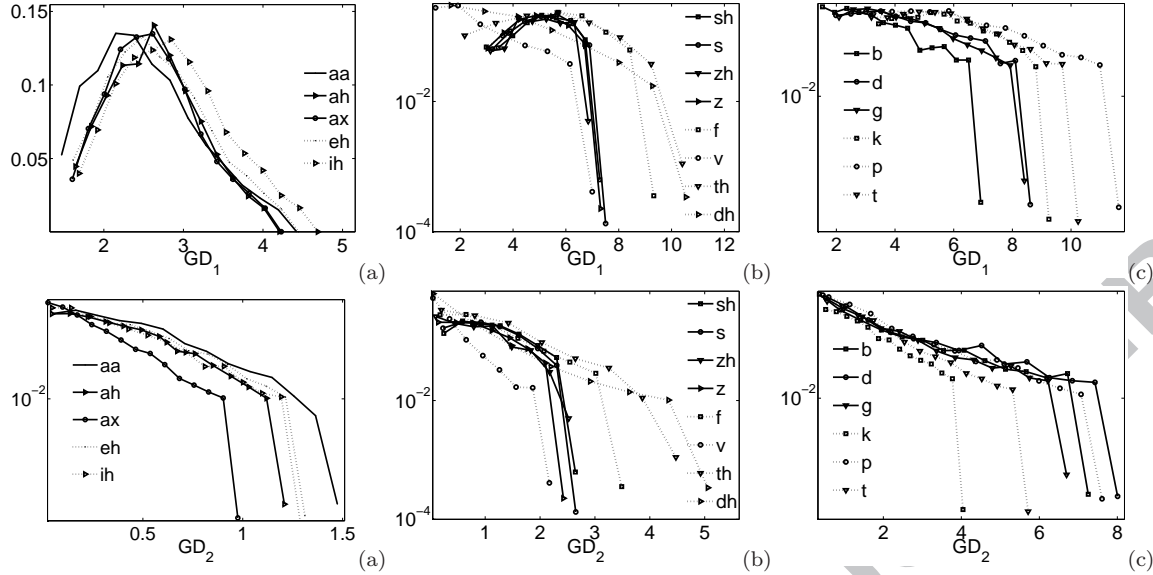 0.15
0.1
0.05
2 3 4 5
GD1
aa
ah
ax
eh
ih
(a)
10^-2
10^-4
2 4 6 8 10 12
GD1
sh
s
zh
z
f
v
th
dh
(b)
10^-2
2 4 6 8 10
GD1
b
d
g
k
p
t
(c)
10^-2
0.5 1 1.5
GD2
aa
ah
ax
eh
ih
(a)
10^-2
10^-4
1 2 3 4 5
GD2
sh
s
zh
z
f
v
th
dh
(b)
10^-2
2 4 6 8
GD2
b
d
g
k
p
t
(c)